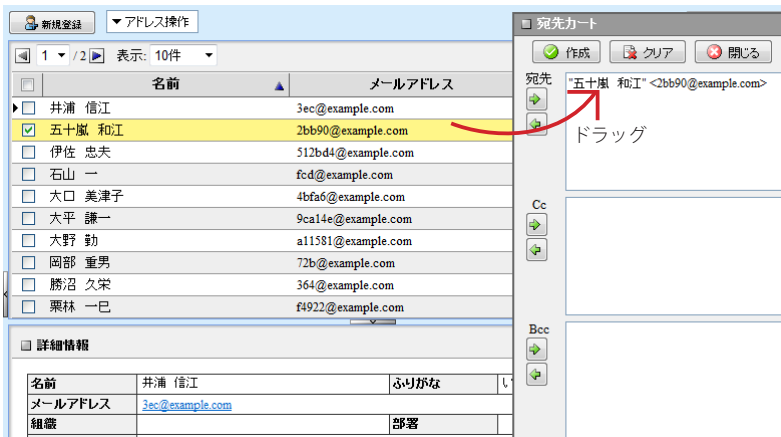 新規登録 ▼アドレス操作
1 ▼ /2 表示: 10件 ▼
名前 ▲ メールアドレス
井浦 信江 3ec@example.com
五十嵐 和江 2bb90@example.com
伊佐 忠夫 512bd4@example.com
石山 一 fcd@example.com
大口 美津子 4bfa6@example.com
大平 謙一 9ca14e@example.com
大野 勤 a11581@example.com
岡部 重男 72b@example.com
勝沼 久栄 364@example.com
栗林 一巳 f4922@example.com
詳細情報
名前 井浦 信江 ふりがな い
メールアドレス 3ec@example.com
組織 部署
宛先カート
作成 クリア 閉じる
宛先
"五十嵐 和江" <2bb90@example.com>
ドラッグ
Cc
Bcc